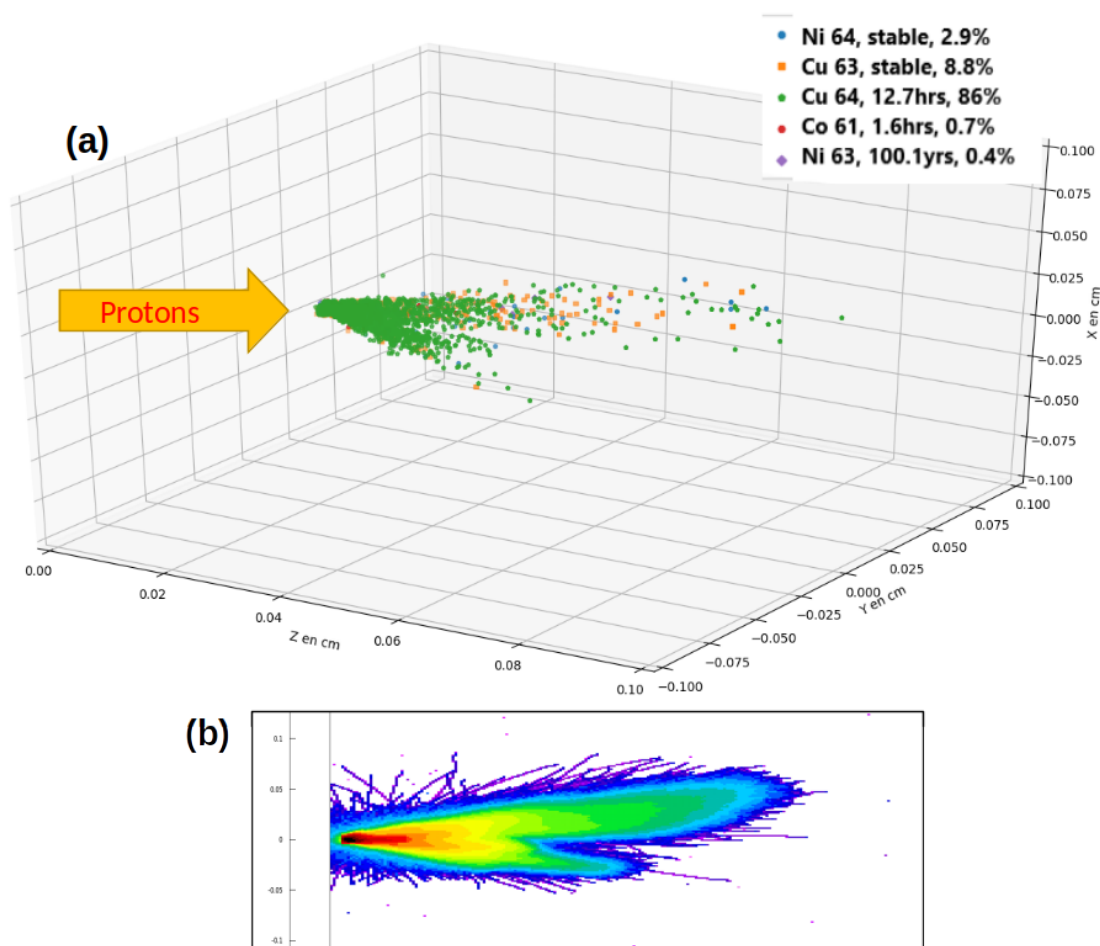 Ni 64, stable, 2.9%
Cu 63, stable, 8.8%
Cu 64, 12.7hrs, 86%
Co 61, 1.6hrs, 0.7%
Ni 63, 100.1yrs, 0.4%
(a)
Protons
0.100
0.075
0.050
0.025
0.000
−0.025
−0.050
−0.075
−0.100
X en cm
0.100
0.075
0.050
0.025
0.000
−0.025
−0.050
−0.075
−0.100
Y en cm
0.00
0.02
0.04
0.06
0.08
0.10
Z en cm
(b)
0.1
0.05
0
-0.05
-0.1